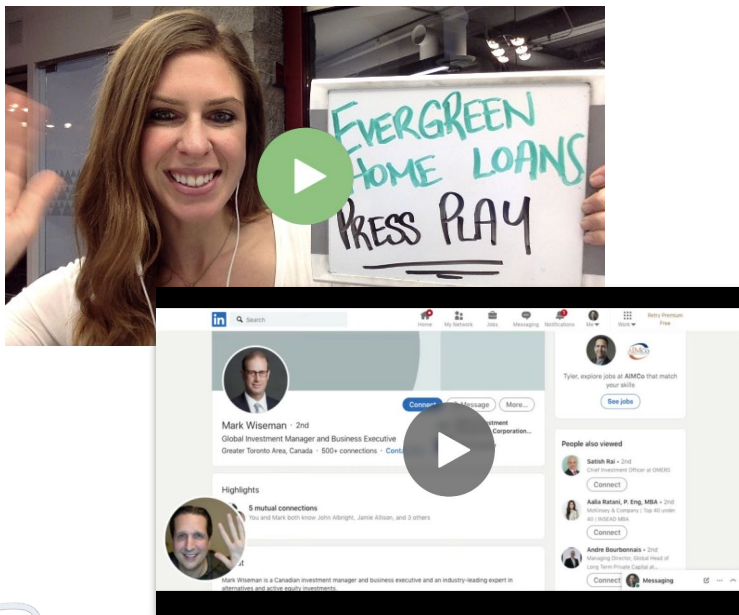 EVERGREEN
HOME LOANS
PRESS PLAY
in
Search
Home
My Network
Jobs
Messaging
Notifications
Me
Work
Retry Premium
Free
Connect
Message
More...
Mark Wiseman · 2nd
Global Investment Manager and Business Executive
Greater Toronto Area, Canada · 500+ connections ·
Corporation...
Highlights
5 mutual connections
You and Mark both know John Albright, Jamie Allison, and 3 others
Mark Wiseman is a Canadian investment manager and business executive and an industry-leading expert in
alternatives and active equity investments.
AIMCo
Tyler, explore jobs at AIMCo that match
your skills
See jobs
People also viewed
Satish Rai • 2nd
Chief Investment Officer at OMERS
Connect
Aalia Ratani, P. Eng, MBA • 2nd
McKinsey & Company | Top 40 under
40 | INSEAD MBA
Connect
Andre Bourbonnais • 2nd
Managing Director, Global Head of
Long Term Private Capital at...
Connect
Messaging